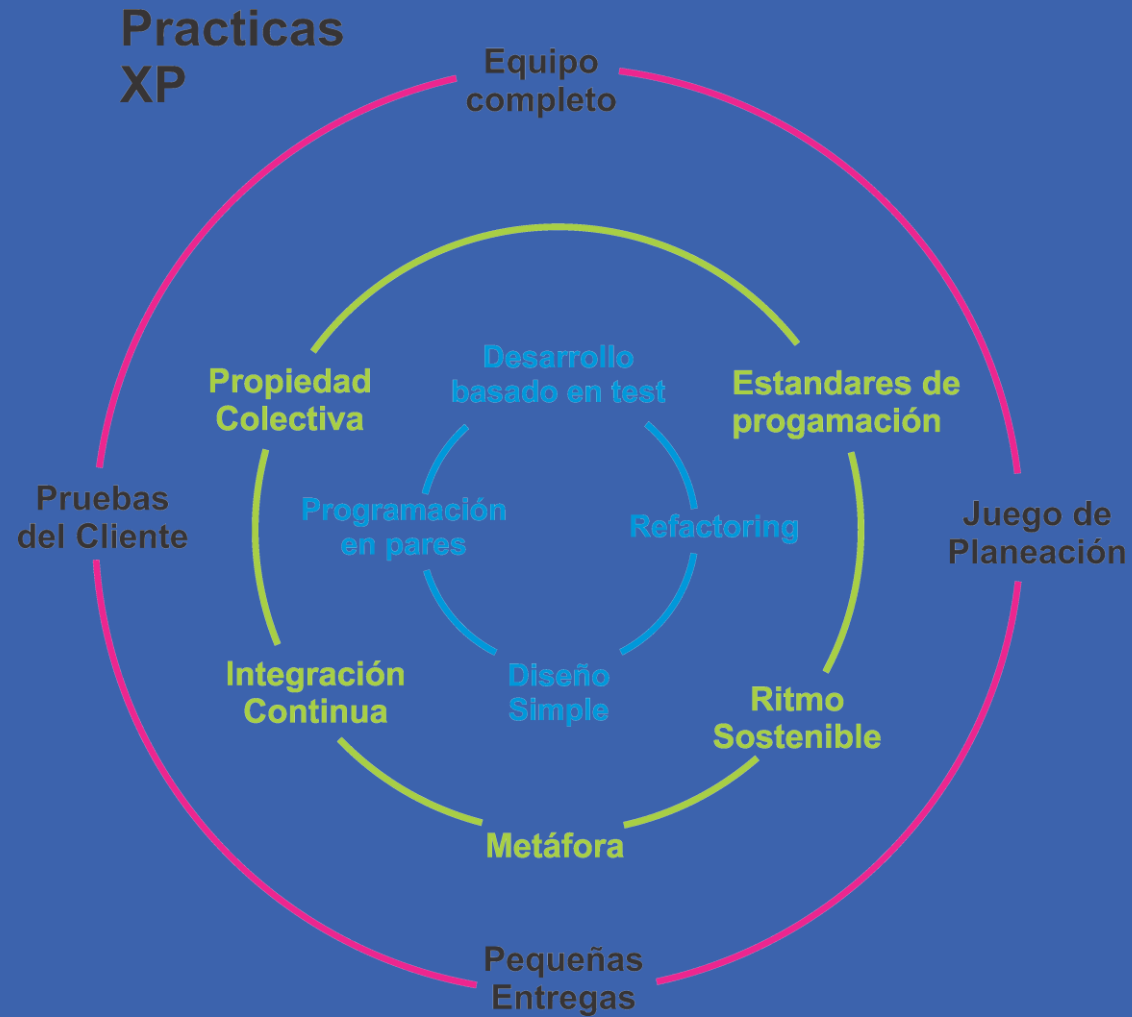 Practicas
XP
Equipo
completo
Propiedad
Colectiva
Desarrollo
basado en test
Estandares de
progamación
Pruebas
del Cliente
Programación
en pares
Refactoring
Juego de
Planeación
Integración
Continua
Diseño
Simple
Ritmo
Sostenible
Metáfora
Pequeñas
Entregas